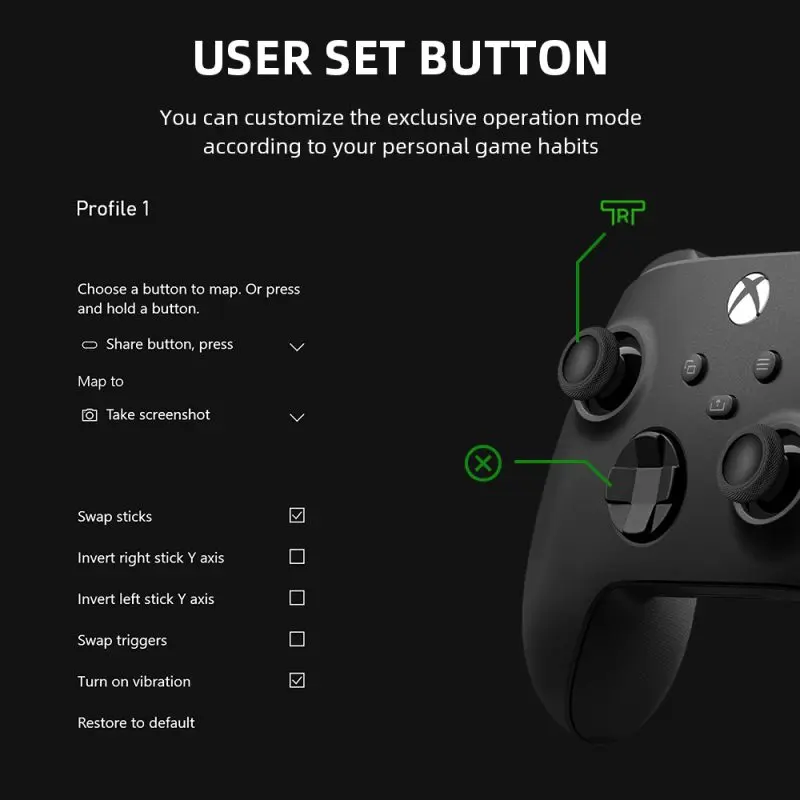 USER SET BUTTON
You can customize the exclusive operation mode
according to your personal game habits
Profile 1
RT
Choose a button to map. Or press
and hold a button.
Share button, press
Map to
Take screenshot
Swap sticks
Invert right stick Y axis
Invert left stick Y axis
Swap triggers
Turn on vibration
Restore to default